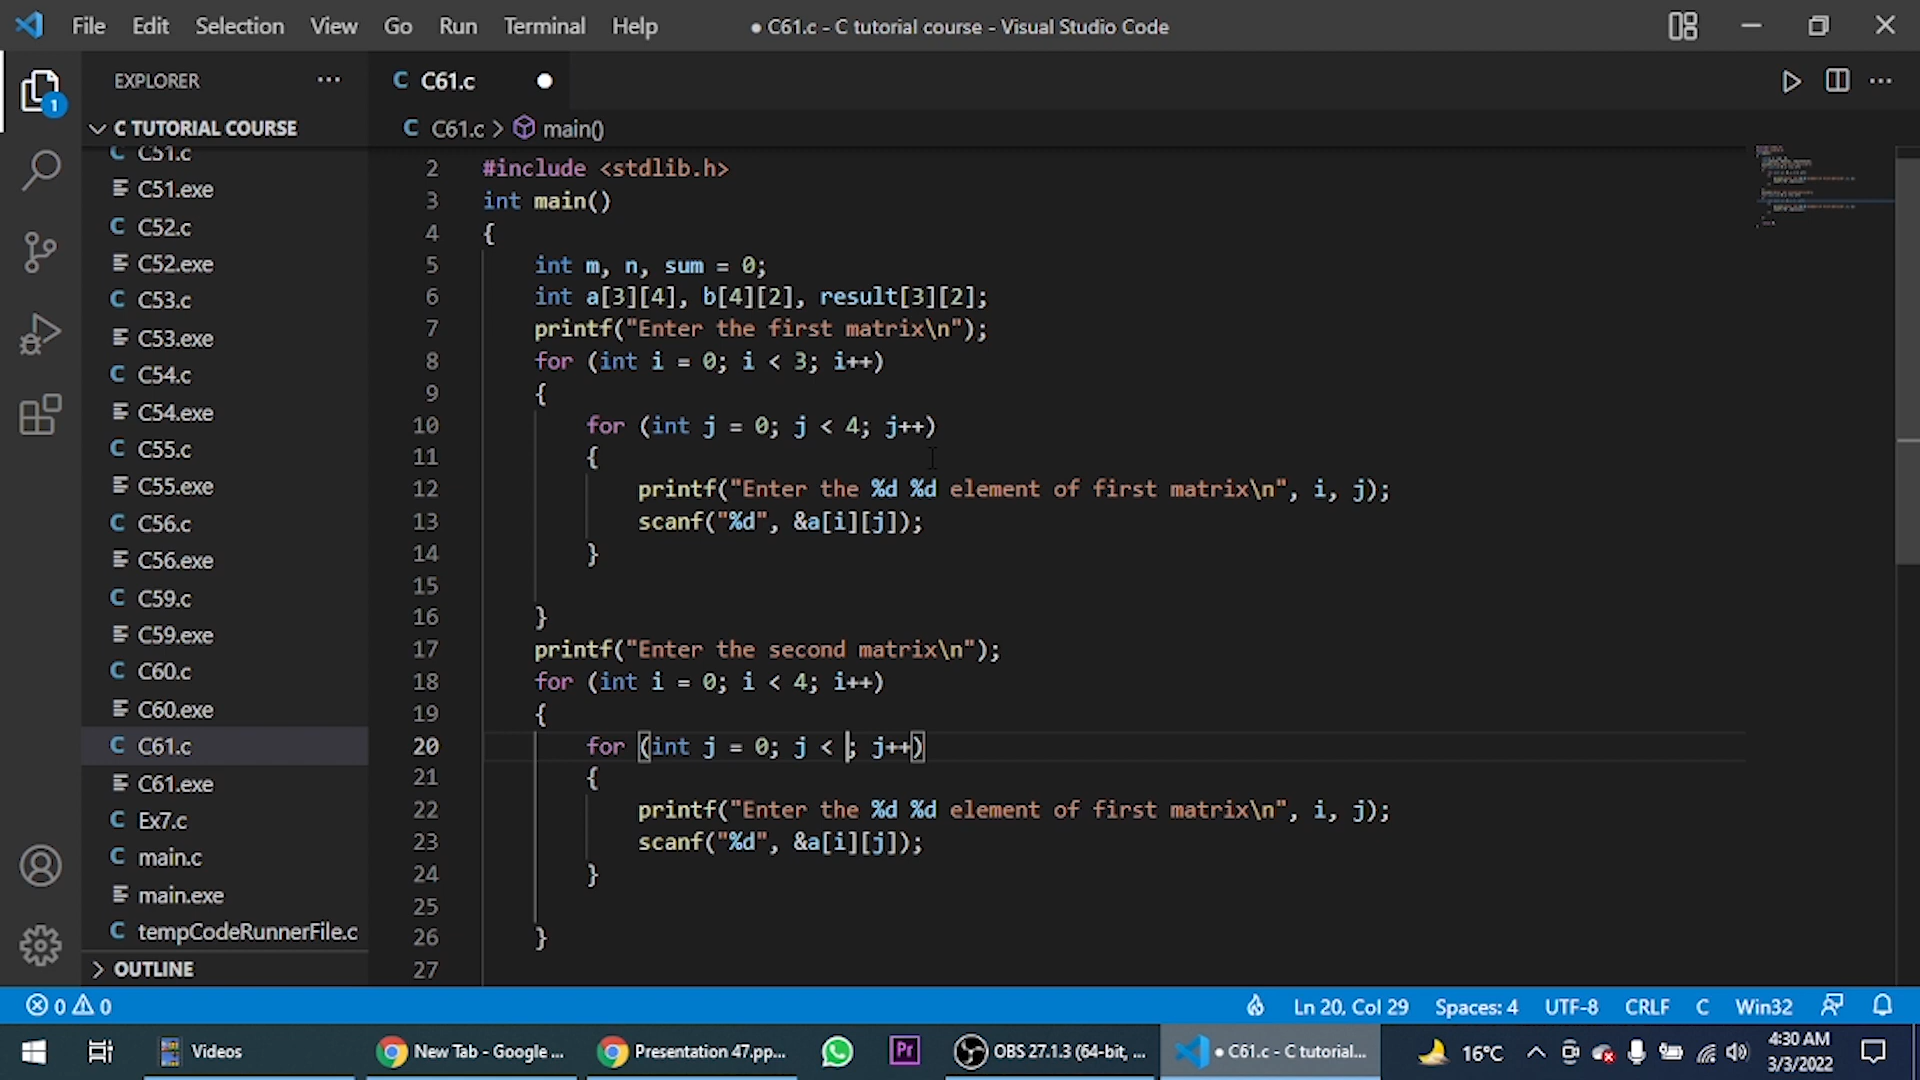 File Edit Selection View Go Run Terminal Help
● C61.c - C tutorial course - Visual Studio Code
EXPLORER ···
C C61.c ●
C TUTORIAL COURSE
C C61.c > main()
1
C C51.c
C51.exe
C C52.c
C52.exe
C C53.c
C53.exe
C C54.c
C54.exe
C C55.c
C55.exe
C C56.c
C56.exe
C C59.c
C59.exe
C C60.c
C60.exe
C C61.c
C61.exe
C Ex7.c
C main.c
main.exe
C tempCodeRunnerFile.c
OUTLINE
2 #include <stdlib.h>
3 int main()
4 {
5 int m, n, sum = 0;
6 int a[3][4], b[4][2], result[3][2];
7 printf("Enter the first matrix\n");
8 for (int i = 0; i < 3; i++)
9 {
10 for (int j = 0; j < 4; j++)
11 {
12 printf("Enter the %d %d element of first matrix\n", i, j);
13 scanf("%d", &a[i][j]);
14 }
15
16 }
17 printf("Enter the second matrix\n");
18 for (int i = 0; i < 4; i++)
19 {
20 for (int j = 0; j < ; j++)
21 {
22 printf("Enter the %d %d element of first matrix\n", i, j);
23 scanf("%d", &a[i][j]);
24 }
25
26 }
27
0 0 Ln 20, Col 29 Spaces: 4 UTF-8 CRLF C Win32
Videos New Tab - Google ... Presentation 47.pp... Pr OBS 27.1.3 (64-bit, ... ● C61.c - C tutorial... 16°C 4:30 AM
3/3/2022